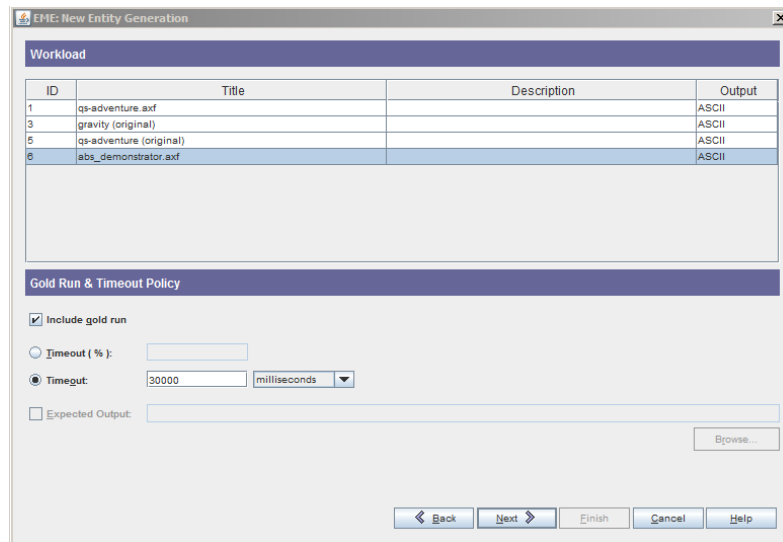 EME: New Entity Generation
Workload
ID Title Description Output
1 qs-adventure.axf ASCII
3 gravity (original) ASCII
5 qs-adventure (original) ASCII
6 abs_demonstrator.axf ASCII
Gold Run & Timeout Policy
Include gold run
Timeout ( % ):
Timeout: 30000 milliseconds
Expected Output:
Browse...
Back Next Finish Cancel Help